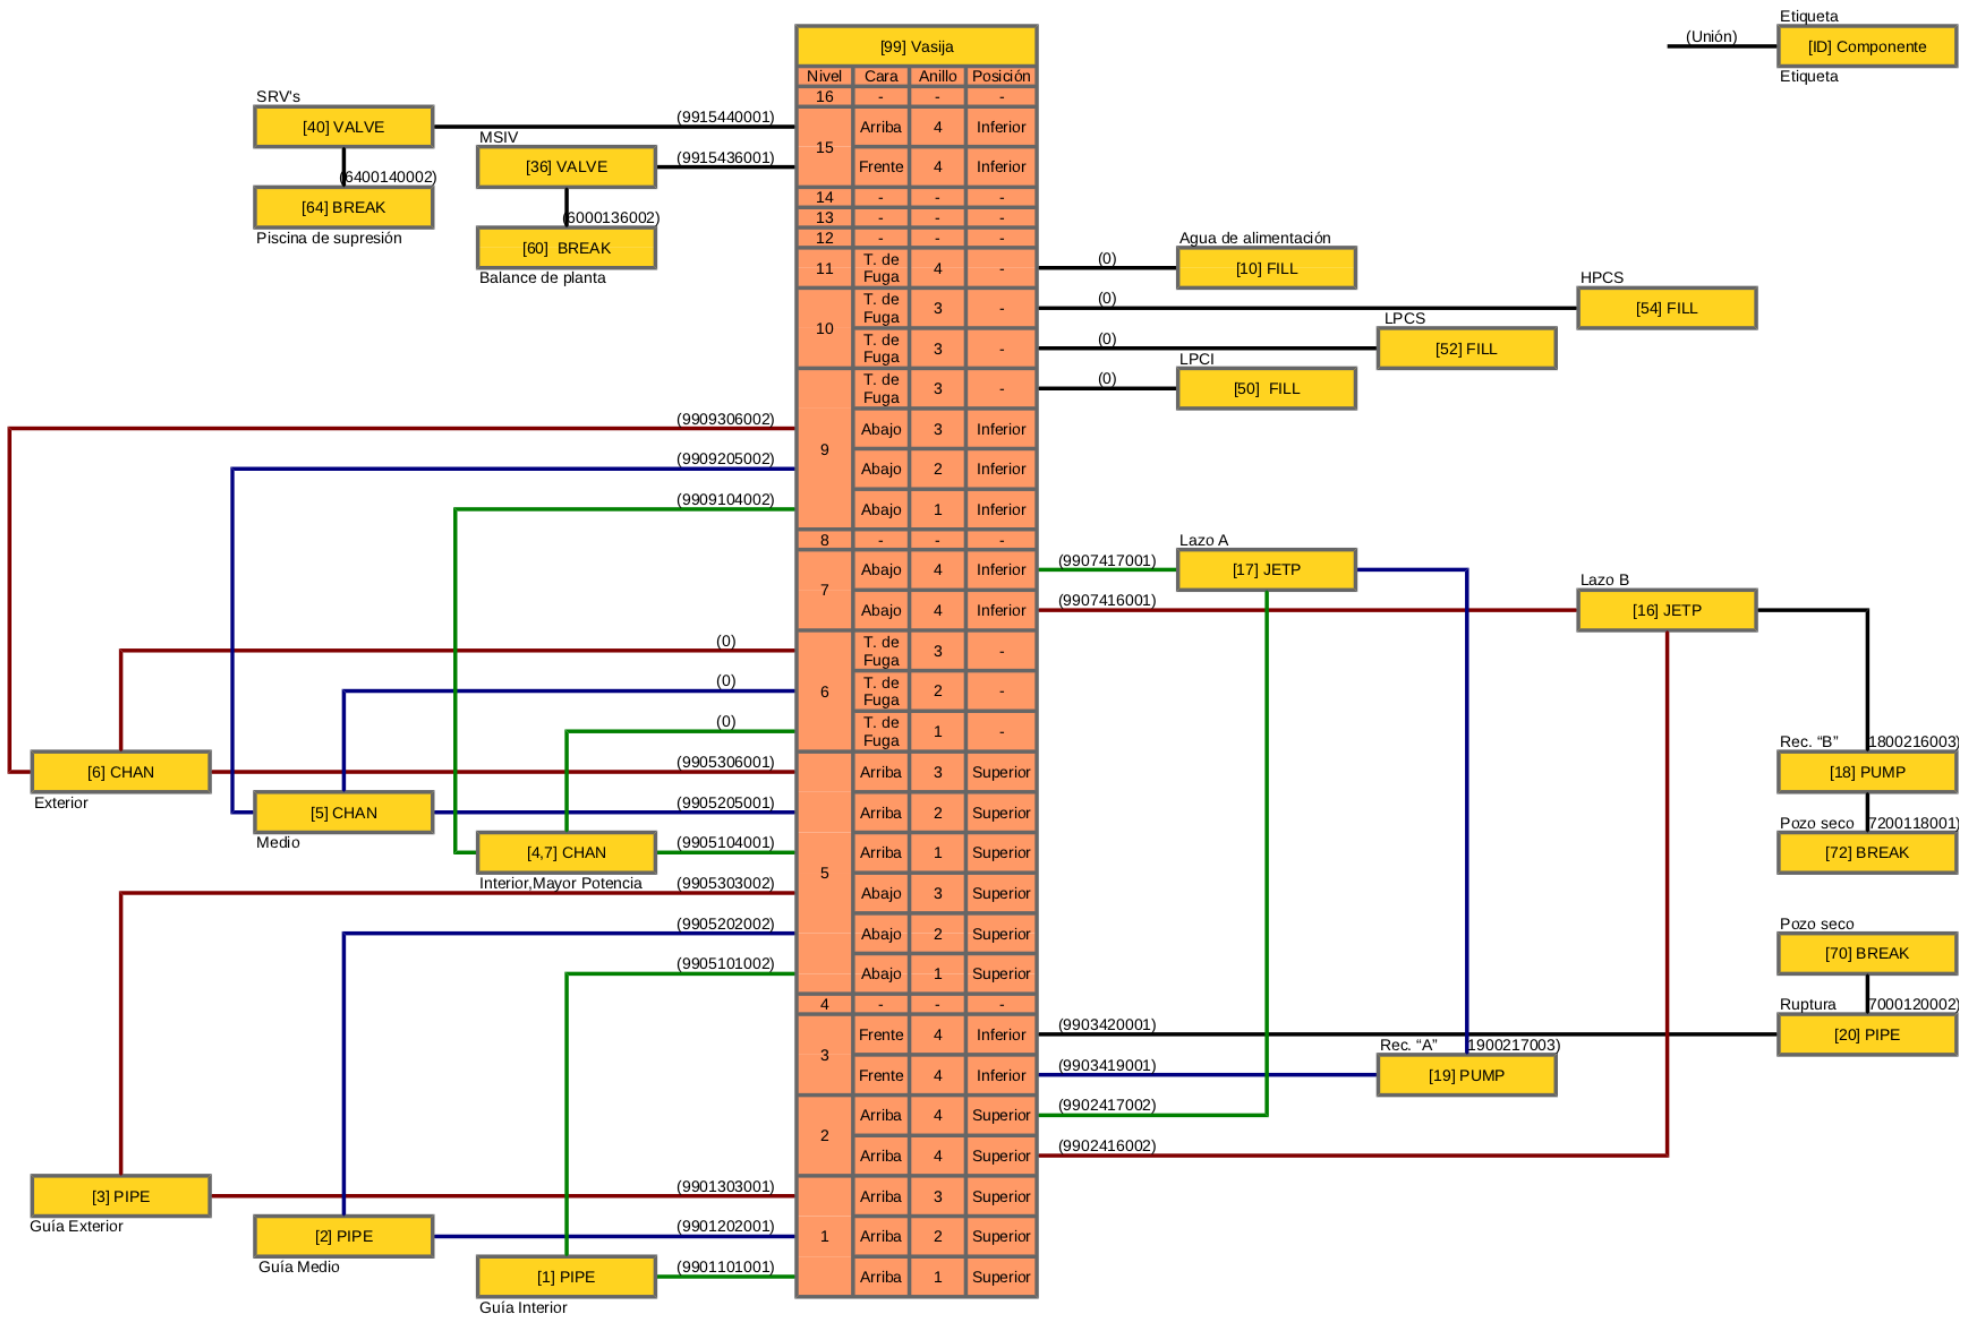 Etiqueta
(Unión)
[ID] Componente
Etiqueta
[99] Vasija
Nivel Cara Anillo Posición
16 - - -
SRV's
[40] VALVE
(9915440001)
15
Arriba 4 Inferior
MSIV
[36] VALVE
(9915436001)
Frente 4 Inferior
(6400140002)
[64] BREAK
Piscina de supresión
(6000136002)
[60] BREAK
Balance de planta
14 - - -
13 - - -
12 - - -
11
T. de
Fuga
4 -
(0)
Agua de alimentación
[10] FILL
10
T. de
Fuga
3 -
(0)
HPCS
[54] FILL
T. de
Fuga
3 -
(0)
LPCS
[52] FILL
9
T. de
Fuga
3 -
(0)
LPCI
[50] FILL
(9909306002)
Abajo 3 Inferior
(9909205002)
Abajo 2 Inferior
(9909104002)
Abajo 1 Inferior
8 - - -
7
Abajo 4 Inferior
(9907417001)
Lazo A
[17] JETP
Abajo 4 Inferior
(9907416001)
Lazo B
[16] JETP
6
(0)
T. de
Fuga
3 -
(0)
T. de
Fuga
2 -
(0)
T. de
Fuga
1 -
[6] CHAN
Exterior
(9905306001)
5
Arriba 3 Superior
[5] CHAN
Medio
(9905205001)
Arriba 2 Superior
[4,7] CHAN
Interior,Mayor Potencia
(9905104001)
Arriba 1 Superior
(9905303002)
Abajo 3 Superior
(9905202002)
Abajo 2 Superior
(9905101002)
Abajo 1 Superior
Rec. “B”
1800216003)
[18] PUMP
Pozo seco
7200118001)
[72] BREAK
Pozo seco
[70] BREAK
Ruptura
7000120002)
[20] PIPE
4 - - -
3
Frente 4 Inferior
(9903420001)
Frente 4 Inferior
(9903419001)
Rec. “A”
1900217003)
[19] PUMP
2
Arriba 4 Superior
(9902417002)
Arriba 4 Superior
(9902416002)
[3] PIPE
Guía Exterior
(9901303001)
1
Arriba 3 Superior
[2] PIPE
Guía Medio
(9901202001)
Arriba 2 Superior
[1] PIPE
Guía Interior
(9901101001)
Arriba 1 Superior